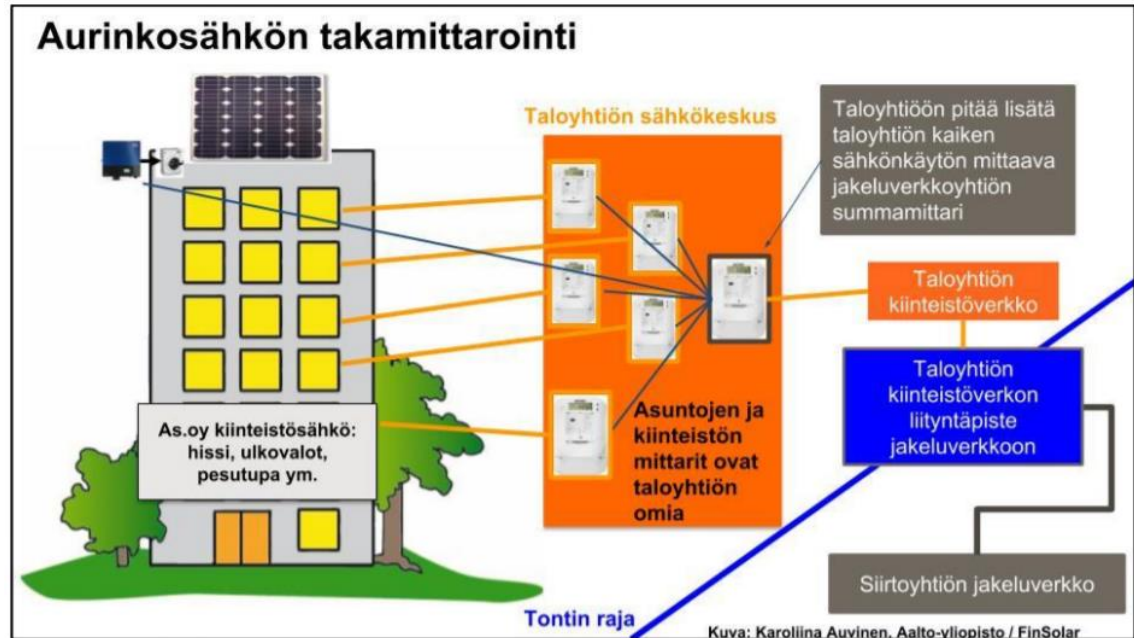 Aurinkosähkön takamittarointi
Taloyhtiön sähkökeskus
Taloyhtiöön pitää lisätä
taloyhtiön kaiken
sähkönkäytön mittaava
jakeluverkkoyhtiön
summamittari
Taloyhtiön
kiinteistöverkko
Taloyhtiön
kiinteistöverkon
liityntäpiste
jakeluverkkoon
As.oy kiinteistösähkö:
hissi, ulkovalot,
pesutupa ym.
Asuntojen ja
kiinteistön
mittarit ovat
taloyhtiön
omia
Siirtoyhtiön jakeluverkko
Tontin raja
Kuva: Karoliina Auvinen, Aalto-yliopisto / FinSolar